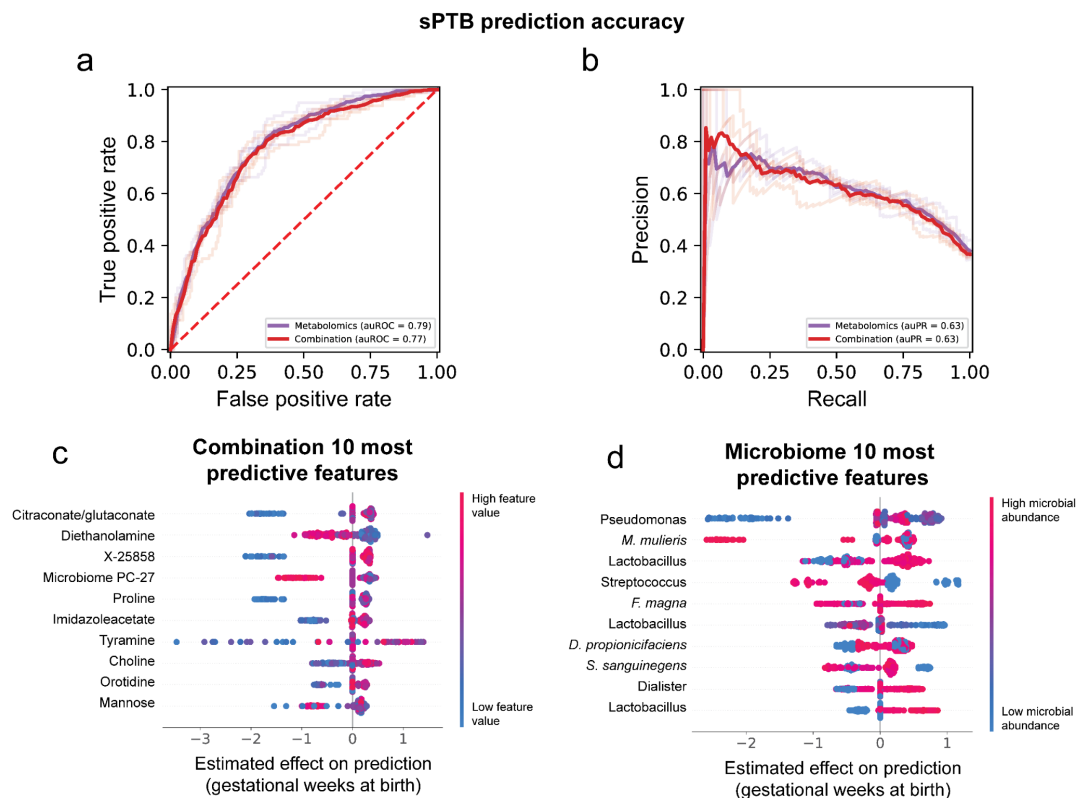 sPTB prediction accuracy
a
1.0
0.8
0.6
0.4
0.2
0.0
True positive rate
Metabolomics (auROC = 0.79)
Combination (auROC = 0.77)
0.00 0.25 0.50 0.75 1.00
False positive rate
b
1.0
0.8
0.6
0.4
0.2
0.0
Precision
Metabolomics (auPR = 0.63)
Combination (auPR = 0.63)
0.00 0.25 0.50 0.75 1.00
Recall
c
Combination 10 most
predictive features
Citraconate/glutaconate
Diethanolamine
X-25858
Microbiome PC-27
Proline
Imidazoleacetate
Tyramine
Choline
Orotidine
Mannose
High feature
value
Low feature
value
−3 −2 −1 0 1
Estimated effect on prediction
(gestational weeks at birth)
d
Microbiome 10 most
predictive features
Pseudomonas
M. mulieris
Lactobacillus
Streptococcus
F. magna
Lactobacillus
D. propionicifaciens
S. sanguinegens
Dialister
Lactobacillus
High microbial
abundance
Low microbial
abundance
−2 −1 0 1
Estimated effect on prediction
(gestational weeks at birth)